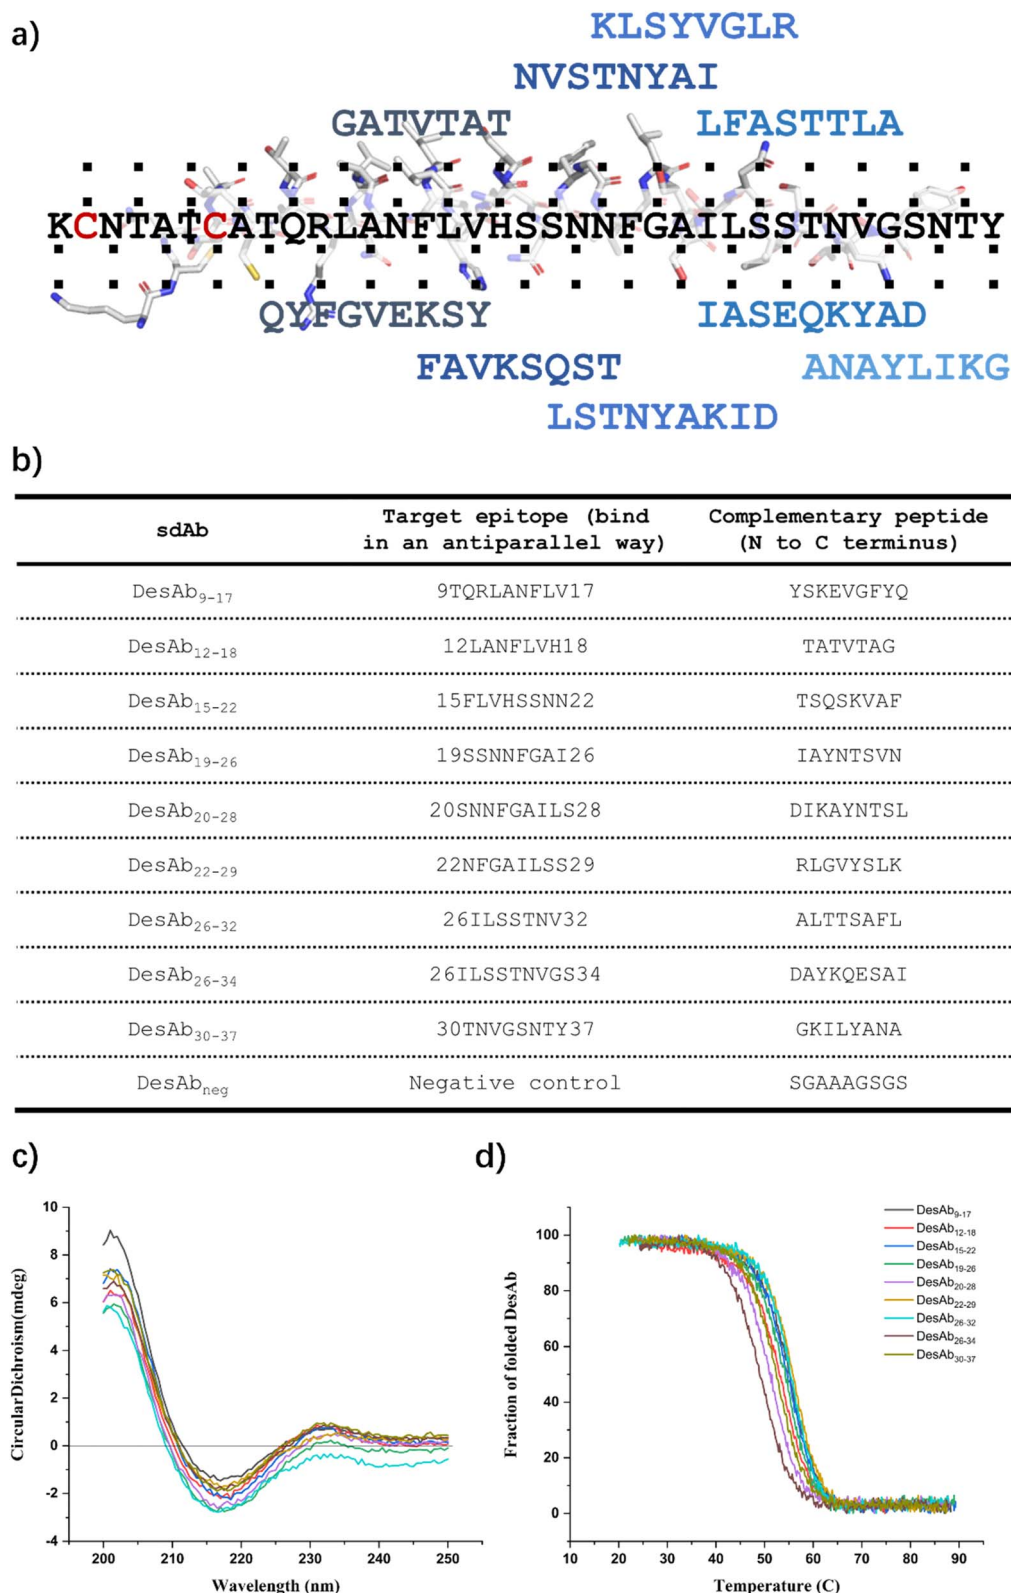 a)
KLSYVGLR
NVSTNYAI
GATVTAT LFASTTLA
KCNTATCATQRLANFLVHSSNNFGAILSSTNVGSNTY
QYFGVEKSY IASEQKYAD
FAVKSQST ANAYLIKG
LSTNYAKID
b)
sdAb Target epitope (bind in an antiparallel way) Complementary peptide (N to C terminus)
DesAb9-17 9TQRLANFLV17 YSKEVGFYQ
DesAb12-18 12LANFLVH18 TATVTAG
DesAb15-22 15FLVHSSNN22 TSQSKVAF
DesAb19-26 19SSNNFGAI26 IAYNTSVN
DesAb20-28 20SNNFGAILS28 DIKAYNTSL
DesAb22-29 22NFGAILSS29 RLGVYSLK
DesAb26-32 26ILSSTNV32 ALTTSAFL
DesAb26-34 26ILSSTNVGS34 DAYKQESAI
DesAb30-37 30TNVGSNTY37 GKILYANA
DesAbneg Negative control SGAAAGSGS
c)
CircularDichroism(mdeg)
10
8
6
4
2
0
-2
-4
200 210 220 230 240 250
Wavelength (nm)
d)
Fraction of folded DesAb
100
80
60
40
20
0
10 20 30 40 50 60 70 80 90
Temperature (C)
DesAb9-17
DesAb12-18
DesAb15-22
DesAb19-26
DesAb20-28
DesAb22-29
DesAb26-32
DesAb26-34
DesAb30-37